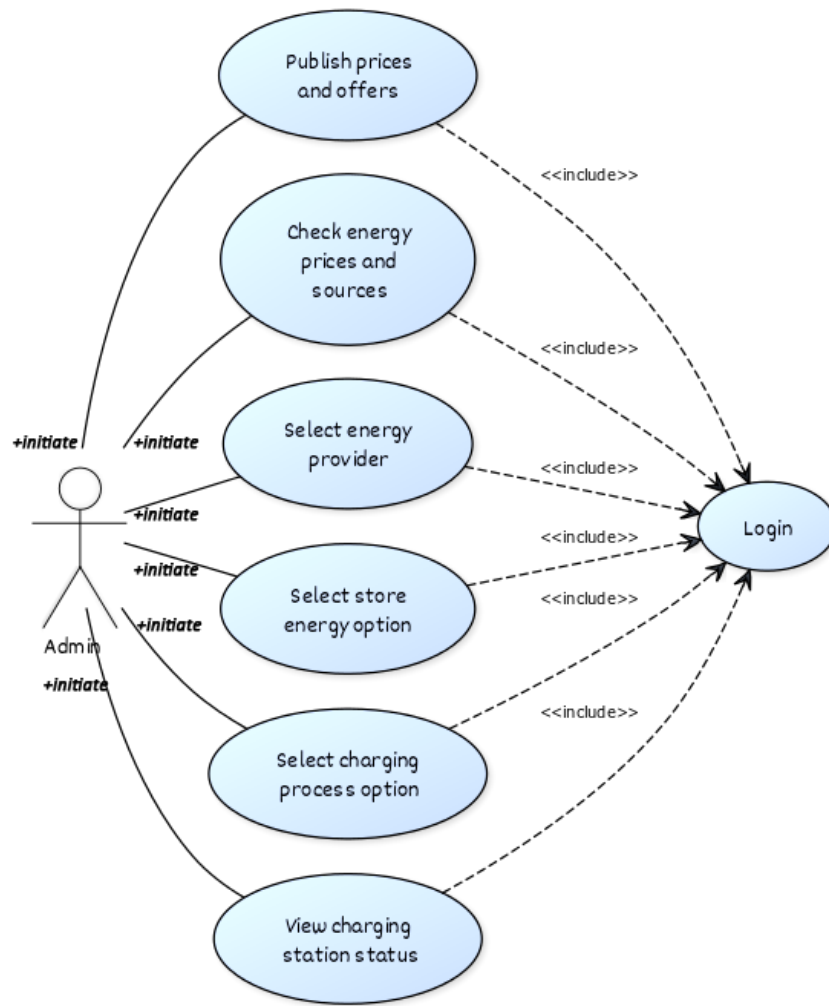 Publish prices
and offers
<<include>>
Check energy
prices and
sources
<<include>>
+initiate
+initiate
Select energy
provider
<<include>>
+initiate
Login
<<include>>
+initiate
Select store
energy option
<<include>>
+initiate
Admin
+initiate
<<include>>
Select charging
process option
View charging
station status